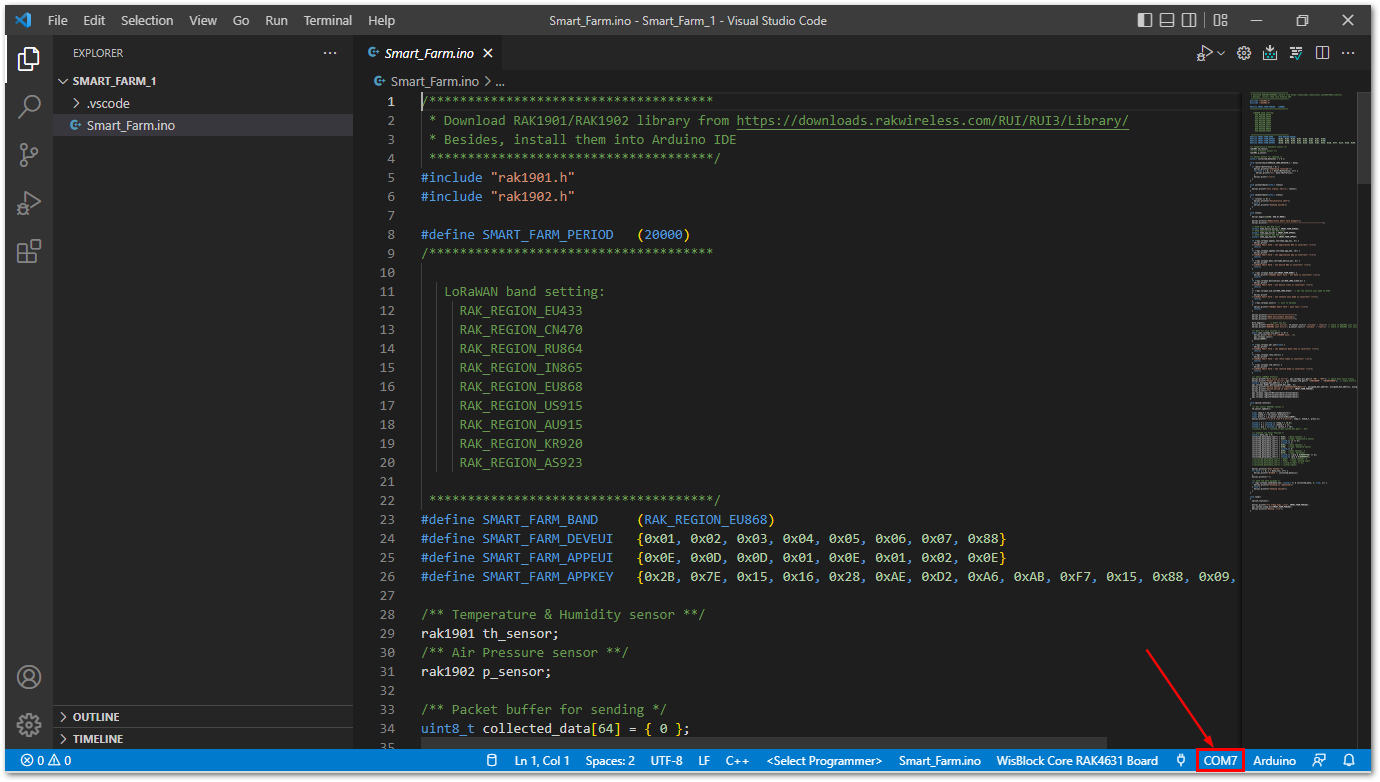 File Edit Selection View Go Run Terminal Help Smart_Farm.ino - Smart_Farm_1 - Visual Studio Code
EXPLORER
SMART_FARM_1
.vscode
Smart_Farm.ino
OUTLINE
TIMELINE
Smart_Farm.ino
Smart_Farm.ino > ...
1 /*************************************
2 * Download RAK1901/RAK1902 library from https://downloads.rakwireless.com/RUI/RUI3/Library/
3 * Besides, install them into Arduino IDE
4 *************************************/
5 #include "rak1901.h"
6 #include "rak1902.h"
7
8 #define SMART_FARM_PERIOD (20000)
9 /*************************************
10
11 LoRaWAN band setting:
12 RAK_REGION_EU433
13 RAK_REGION_CN470
14 RAK_REGION_RU864
15 RAK_REGION_IN865
16 RAK_REGION_EU868
17 RAK_REGION_US915
18 RAK_REGION_AU915
19 RAK_REGION_KR920
20 RAK_REGION_AS923
21
22 *************************************/
23 #define SMART_FARM_BAND (RAK_REGION_EU868)
24 #define SMART_FARM_DEVEUI {0x01, 0x02, 0x03, 0x04, 0x05, 0x06, 0x07, 0x88}
25 #define SMART_FARM_APPEUI {0x0E, 0x0D, 0x0D, 0x01, 0x0E, 0x01, 0x02, 0x0E}
26 #define SMART_FARM_APPKEY {0x2B, 0x7E, 0x15, 0x16, 0x28, 0xAE, 0xD2, 0xA6, 0xAB, 0xF7, 0x15, 0x88, 0x09,
27
28 /** Temperature & Humidity sensor **/
29 rak1901 th_sensor;
30 /** Air Pressure sensor **/
31 rak1902 p_sensor;
32
33 /** Packet buffer for sending */
34 uint8_t collected_data[64] = { 0 };
35
0 0 Ln 1, Col 1 Spaces: 2 UTF-8 LF C++ <Select Programmer> Smart_Farm.ino WisBlock Core RAK4631 Board COM7 Arduino